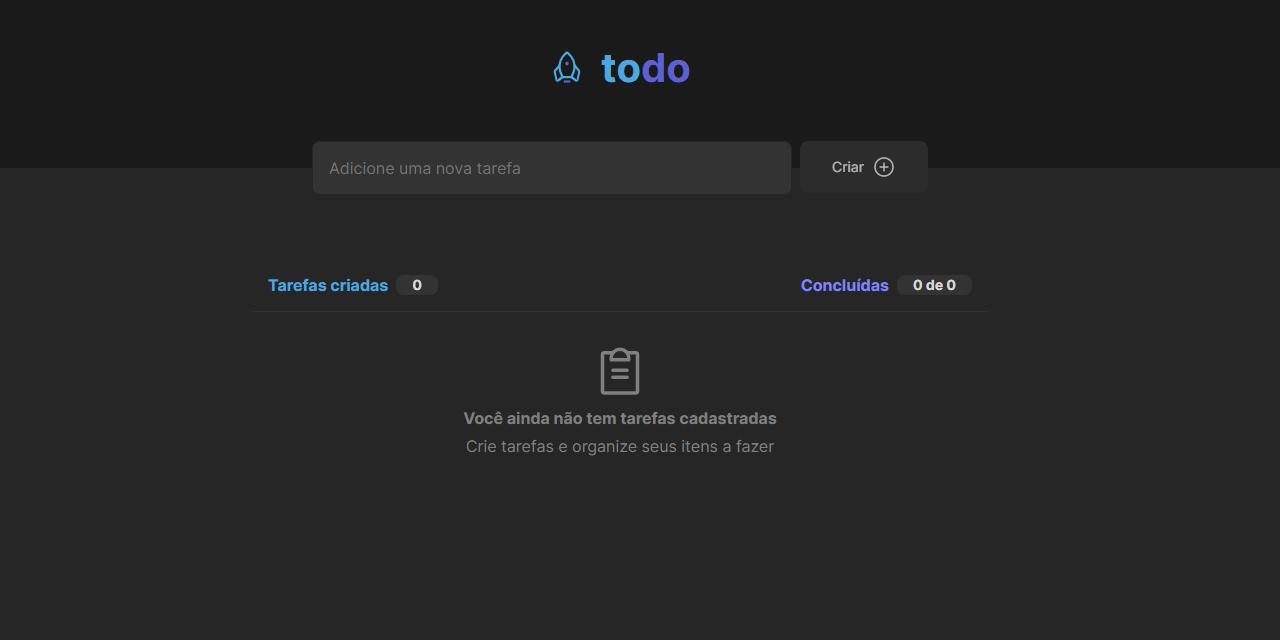 todo
Adicione uma nova tarefa
Criar
Tarefas criadas 0
Concluídas 0 de 0
Você ainda não tem tarefas cadastradas
Crie tarefas e organize seus itens a fazer